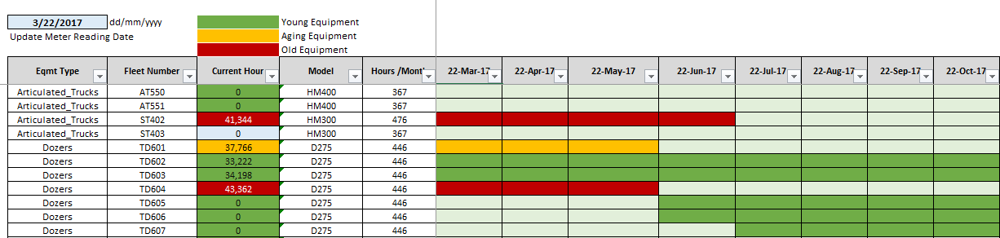 3/22/2017 dd/mm/yyyy Young Equipment
Update Meter Reading Date Aging Equipment
Old Equipment
Eqmt Type Fleet Number Current Hour Model Hours /Month 22-Mar-17 22-Apr-17 22-May-17 22-Jun-17 22-Jul-17 22-Aug-17 22-Sep-17 22-Oct-17
Articulated_Trucks AT550 0 HM400 367
Articulated_Trucks AT551 0 HM400 367
Articulated_Trucks ST402 41,344 HM300 476
Articulated_Trucks ST403 0 HM300 367
Dozers TD601 37,766 D275 446
Dozers TD602 33,222 D275 446
Dozers TD603 34,198 D275 446
Dozers TD604 43,362 D275 446
Dozers TD605 0 D275 446
Dozers TD606 0 D275 446
Dozers TD607 0 D275 446